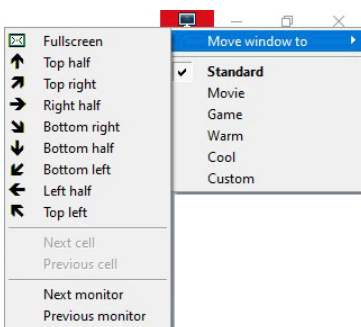 Move window to
Standard
Movie
Game
Warm
Cool
Custom
Fullscreen
Top half
Top right
Right half
Bottom right
Bottom half
Bottom left
Left half
Top left
Next cell
Previous cell
Next monitor
Previous monitor